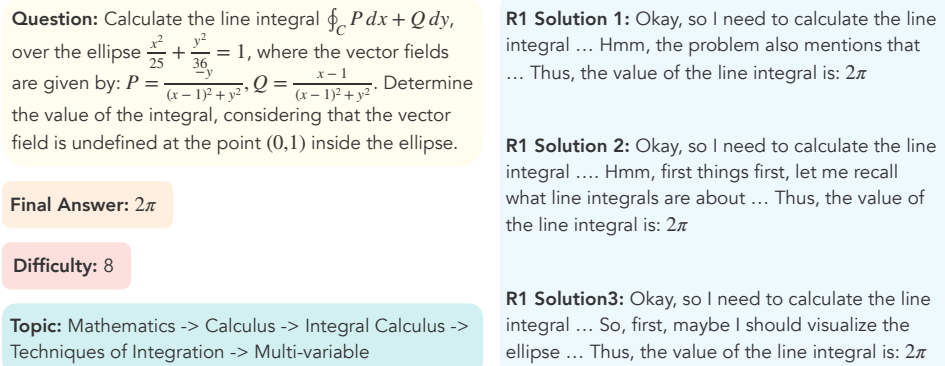 Question: Calculate the line integral ∮_C P dx + Q dy,
over the ellipse x²/25 + y²/36 = 1, where the vector fields
are given by: P = −y/((x − 1)² + y²), Q = (x − 1)/((x − 1)² + y²). Determine
the value of the integral, considering that the vector
field is undefined at the point (0,1) inside the ellipse.
Final Answer: 2π
Difficulty: 8
Topic: Mathematics -> Calculus -> Integral Calculus ->
Techniques of Integration -> Multi-variable
R1 Solution 1: Okay, so I need to calculate the line
integral … Hmm, the problem also mentions that
… Thus, the value of the line integral is: 2π
R1 Solution 2: Okay, so I need to calculate the line
integral …. Hmm, first things first, let me recall
what line integrals are about … Thus, the value of
the line integral is: 2π
R1 Solution3: Okay, so I need to calculate the line
integral … So, first, maybe I should visualize the
ellipse … Thus, the value of the line integral is: 2π